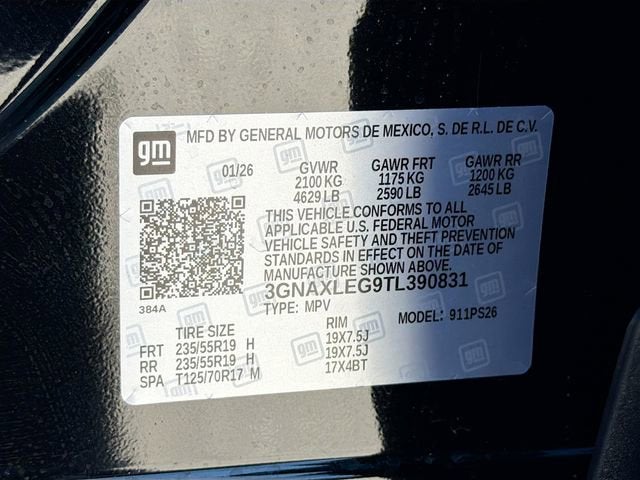 gm MFD BY GENERAL MOTORS DE MEXICO, S. DE R.L. DE C.V.
01/26 GVWR GAWR FRT GAWR RR
2100 KG 1175 KG 1200 KG
4629 LB 2590 LB 2645 LB
THIS VEHICLE CONFORMS TO ALL
APPLICABLE U.S. FEDERAL MOTOR
VEHICLE SAFETY AND THEFT PREVENTION
STANDARDS IN EFFECT ON THE DATE OF
MANUFACTURE SHOWN ABOVE.
3GNAXLEG9TL390831
384A
TYPE: MPV MODEL: 911PS26
TIRE SIZE RIM
FRT 235/55R19 H 19X7.5J
RR 235/55R19 H 19X7.5J
SPA T125/70R17 M 17X4BT